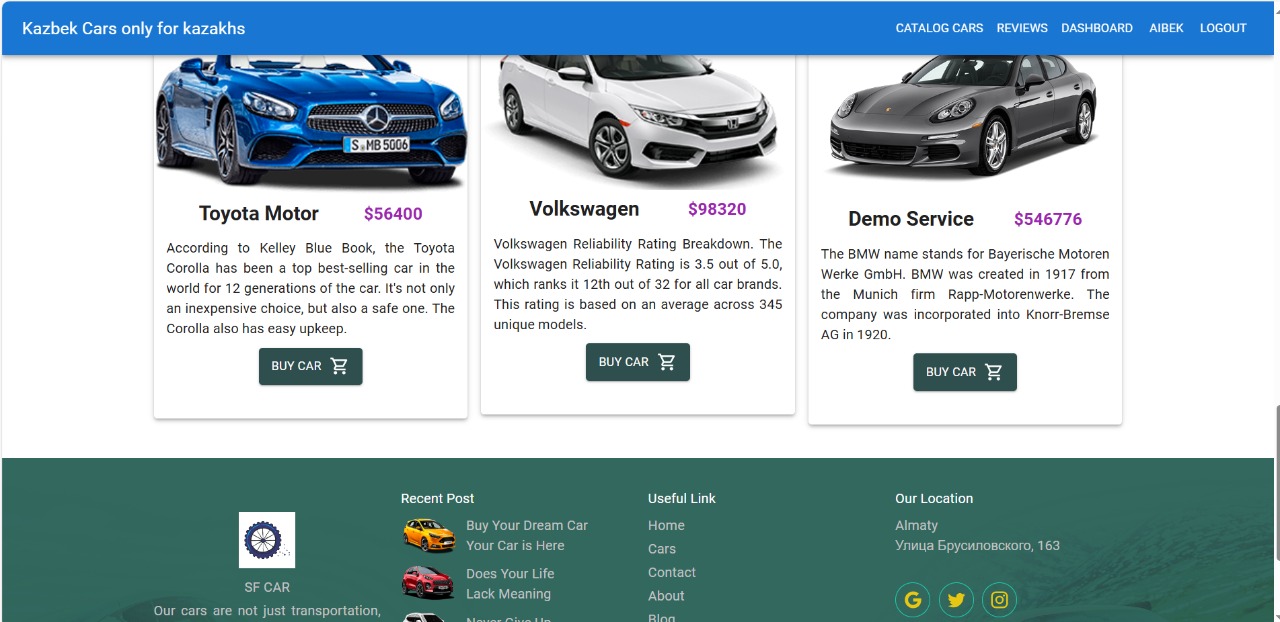 Kazbek Cars only for kazakhs
CATALOG CARS
REVIEWS
DASHBOARD
AIBEK
LOGOUT
S MB 5006
Toyota Motor
$56400
According to Kelley Blue Book, the Toyota
Corolla has been a top best-selling car in the
world for 12 generations of the car. It's not only
an inexpensive choice, but also a safe one. The
Corolla also has easy upkeep.
BUY CAR
Volkswagen
$98320
Volkswagen Reliability Rating Breakdown. The
Volkswagen Reliability Rating is 3.5 out of 5.0,
which ranks it 12th out of 32 for all car brands.
This rating is based on an average across 345
unique models.
BUY CAR
Demo Service
$546776
The BMW name stands for Bayerische Motoren
Werke GmbH. BMW was created in 1917 from
the Munich firm Rapp-Motorenwerke. The
company was incorporated into Knorr-Bremse
AG in 1920.
BUY CAR
SF CAR
Our cars are not just transportation,
Recent Post
Buy Your Dream Car
Your Car is Here
Does Your Life
Lack Meaning
Never Give Up
Useful Link
Home
Cars
Contact
About
Blog
Our Location
Almaty
Улица Брусиловского, 163